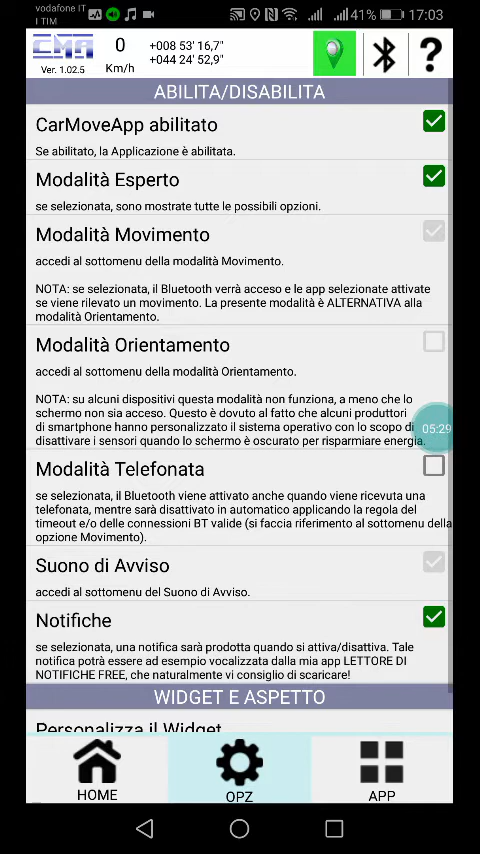 vodafone IT
I TIM
41%
17:03
CMA
Ver. 1.02.5
0
Km/h
+008 53' 16,7"
+044 24' 52,9"
?
ABILITA/DISABILITA
CarMoveApp abilitato
Se abilitato, la Applicazione è abilitata.
Modalità Esperto
se selezionata, sono mostrate tutte le possibili opzioni.
Modalità Movimento
accedi al sottomenu della modalità Movimento.
NOTA: se selezionata, il Bluetooth verrà acceso e le app selezionate attivate
se viene rilevato un movimento. La presente modalità è ALTERNATIVA alla
modalità Orientamento.
Modalità Orientamento
accedi al sottomenu della modalità Orientamento.
NOTA: su alcuni dispositivi questa modalità non funziona, a meno che lo
schermo non sia acceso. Questo è dovuto al fatto che alcuni produttori
di smartphone hanno personalizzato il sistema operativo con lo scopo di
disattivare i sensori quando lo schermo è oscurato per risparmiare energia.
05:29
Modalità Telefonata
se selezionata, il Bluetooth viene attivato anche quando viene ricevuta una
telefonata, mentre sarà disattivato in automatico applicando la regola del
timeout e/o delle connessioni BT valide (si faccia riferimento al sottomenu della
opzione Movimento).
Suono di Avviso
accedi al sottomenu del Suono di Avviso.
Notifiche
se selezionata, una notifica sarà prodotta quando si attiva/disattiva. Tale
notifica potrà essere ad esempio vocalizzata dalla mia app LETTORE DI
NOTIFICHE FREE, che naturalmente vi consiglio di scaricare!
WIDGET E ASPETTO
Personalizza il Widget
HOME
OPZ
APP